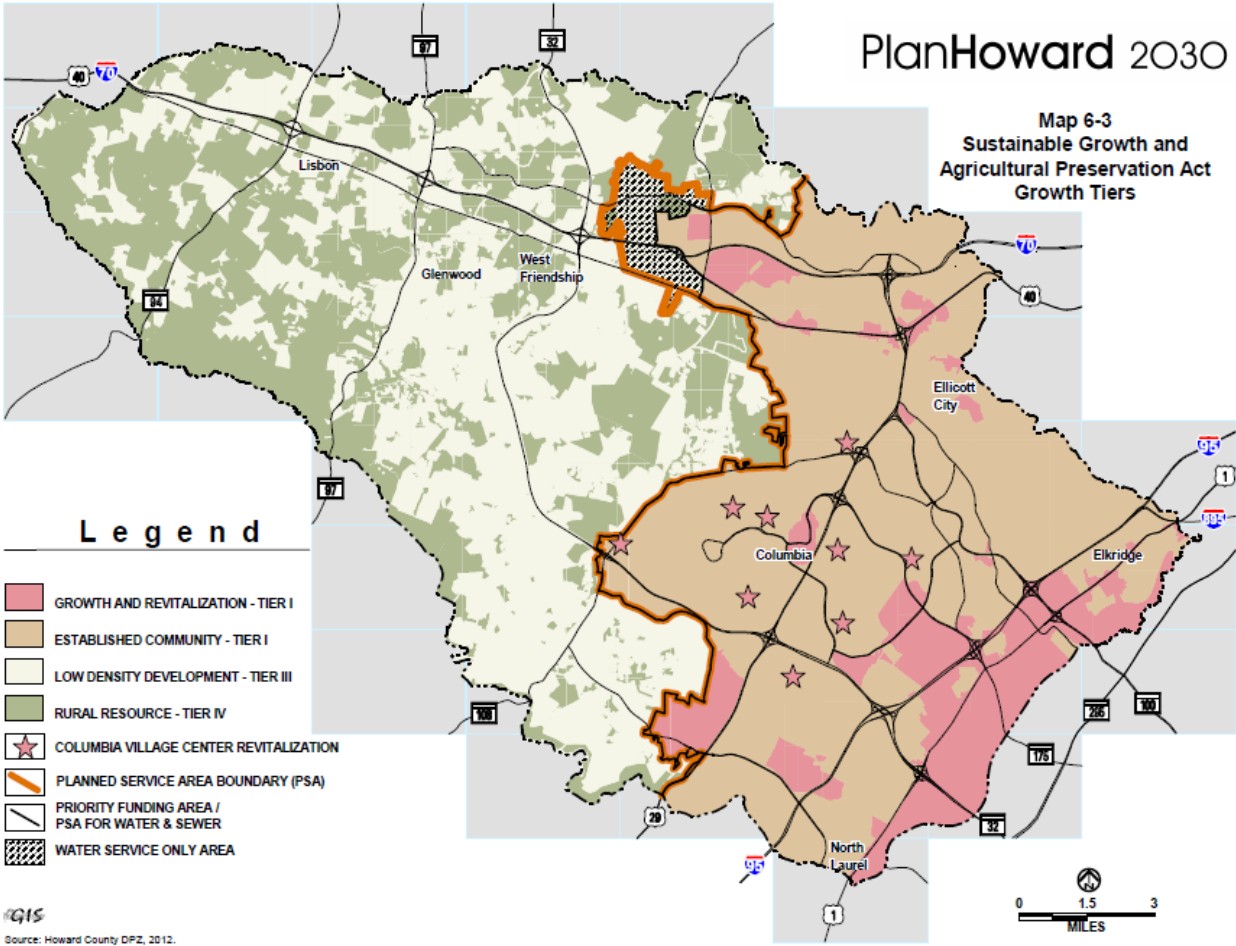 PlanHoward 2030
Map 6-3
Sustainable Growth and
Agricultural Preservation Act
Growth Tiers
97
32
40
70
Lisbon
70
Glenwood
West
Friendship
40
94
Ellicott
City
95
1
97
895
Columbia
Elkridge
Legend
GROWTH AND REVITALIZATION - TIER I
ESTABLISHED COMMUNITY - TIER I
LOW DENSITY DEVELOPMENT - TIER III
RURAL RESOURCE - TIER IV
COLUMBIA VILLAGE CENTER REVITALIZATION
PLANNED SERVICE AREA BOUNDARY (PSA)
PRIORITY FUNDING AREA /
PSA FOR WATER & SEWER
WATER SERVICE ONLY AREA
108
295
100
175
29
32
North
Laurel
95
1
0 1.5 3
MILES
GIS
Source: Howard County DPZ, 2012.